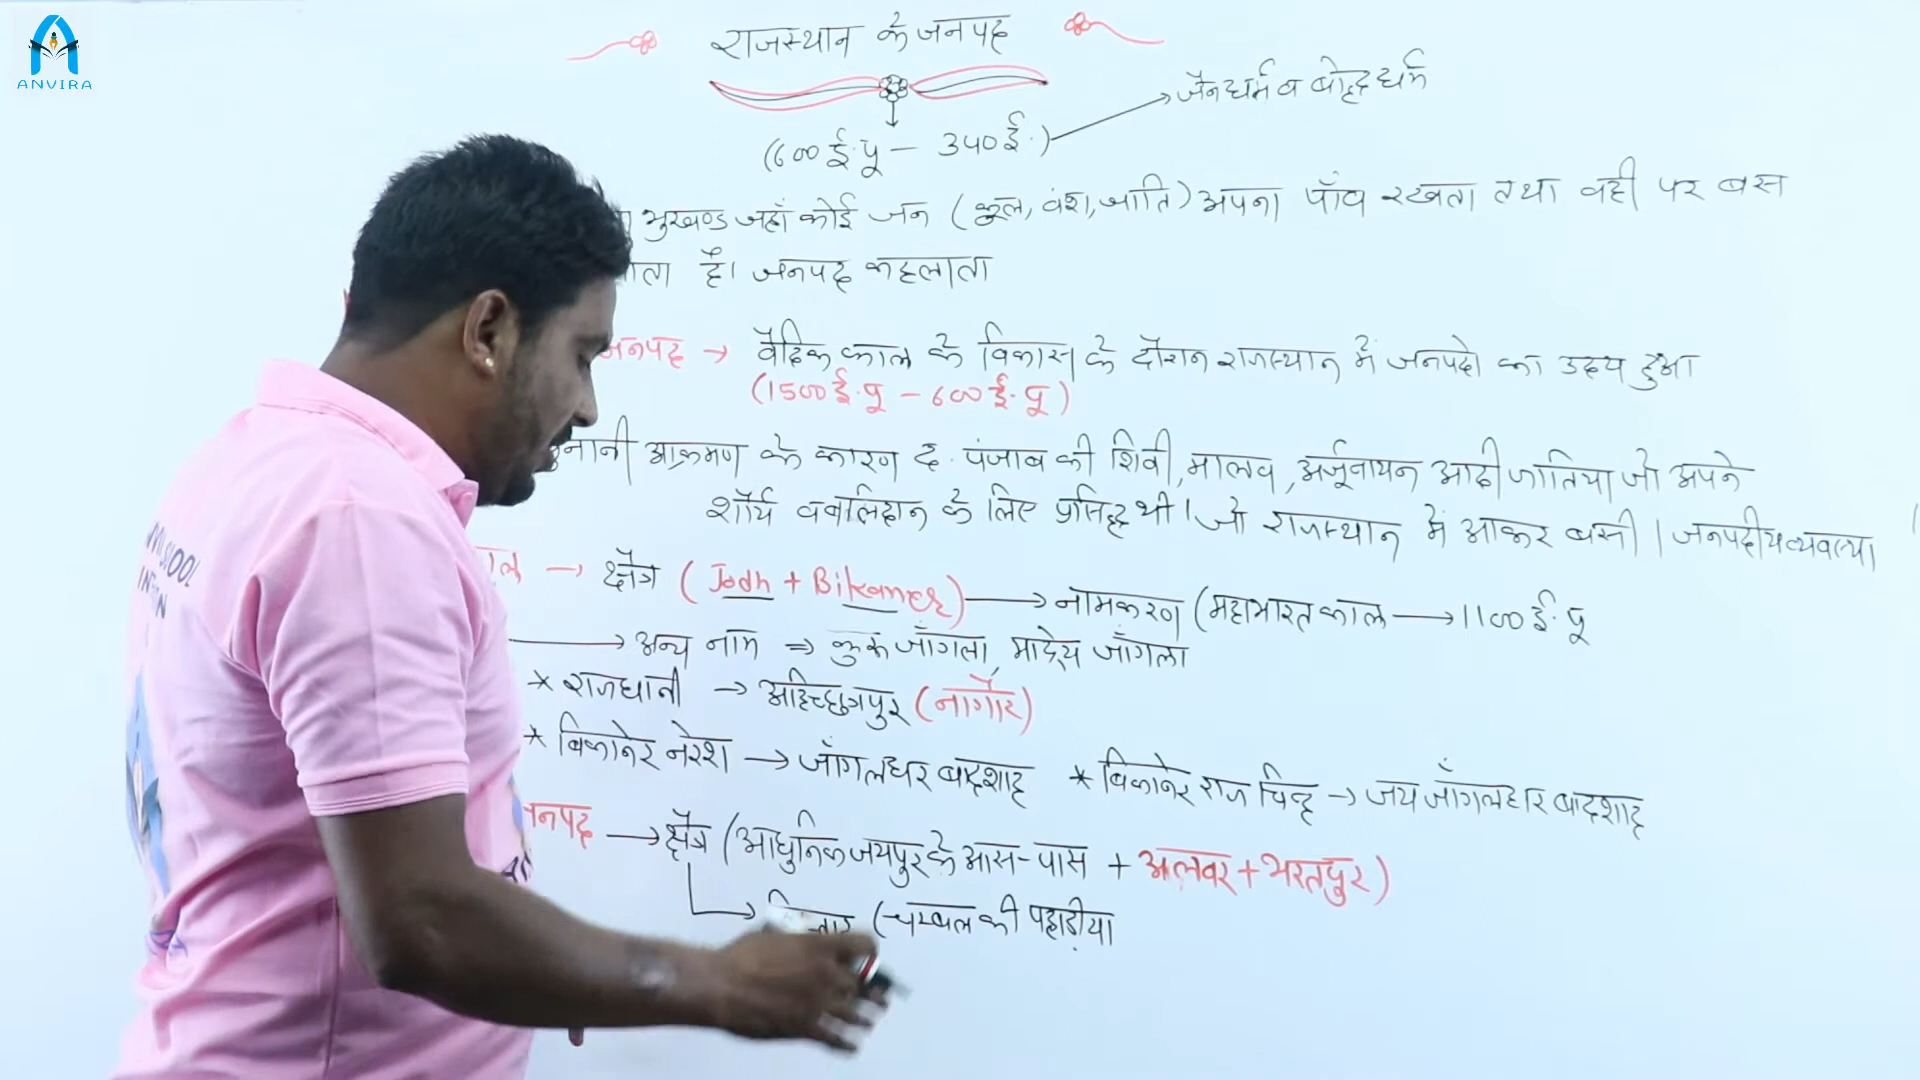 ANVIRA
राजस्थान के जनपद
(600 ई.पू - 340 ई.)
जैनधर्म व बोद्धधर्म
भुखण्ड जहाँ कोई जन (कूल, वंश, जाति) अपना पाँव रखता तथा वही पर बस
है। जनपद कहलाता
जनपद → वैदिक काल के विकास के दौरान राजस्थान में जनपदो का उदय हुआ
(1500 ई.पू - 600 ई.पू)
आक्रमण के कारण द. पंजाब की शिवी, मालव, अर्जूनायन आदी जातिया जो अपने
शौर्य व बलिदान के लिए प्रसिद्ध थी। जो राजस्थान में आकर बसी। जनपदीय व्यवस्था
→ क्षैत्र (Jodh + Bikaner) → नामकरण (महाभारत काल → 1100 ई.पू
→ अन्य नाम ⇒ कुरू जाँगला, माद्रेय जाँगला
* राजधानी → अहिच्छत्रपुर (नागौर)
* बिकानेर नरेश → जाँगलधर बादशाह * बिकानेर राज चिन्ह → जय जाँगलधर बादशाह
जनपद → क्षैत्र (आधुनिक जयपुर के आस-पास + अलवर + भरतपुर)
→ (चम्बल की पहाड़ीया